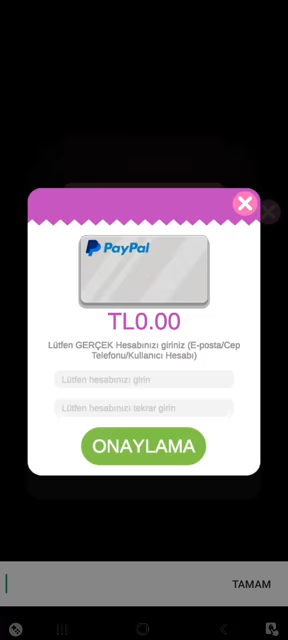 PayPal
TL0.00
Lütfen GERÇEK Hesabınızı giriniz (E-posta/Cep
Telefonu/Kullanıcı Hesabı)
Lütfen hesabınızı girin
Lütfen hesabınızı tekrar girin
ONAYLAMA
TAMAM